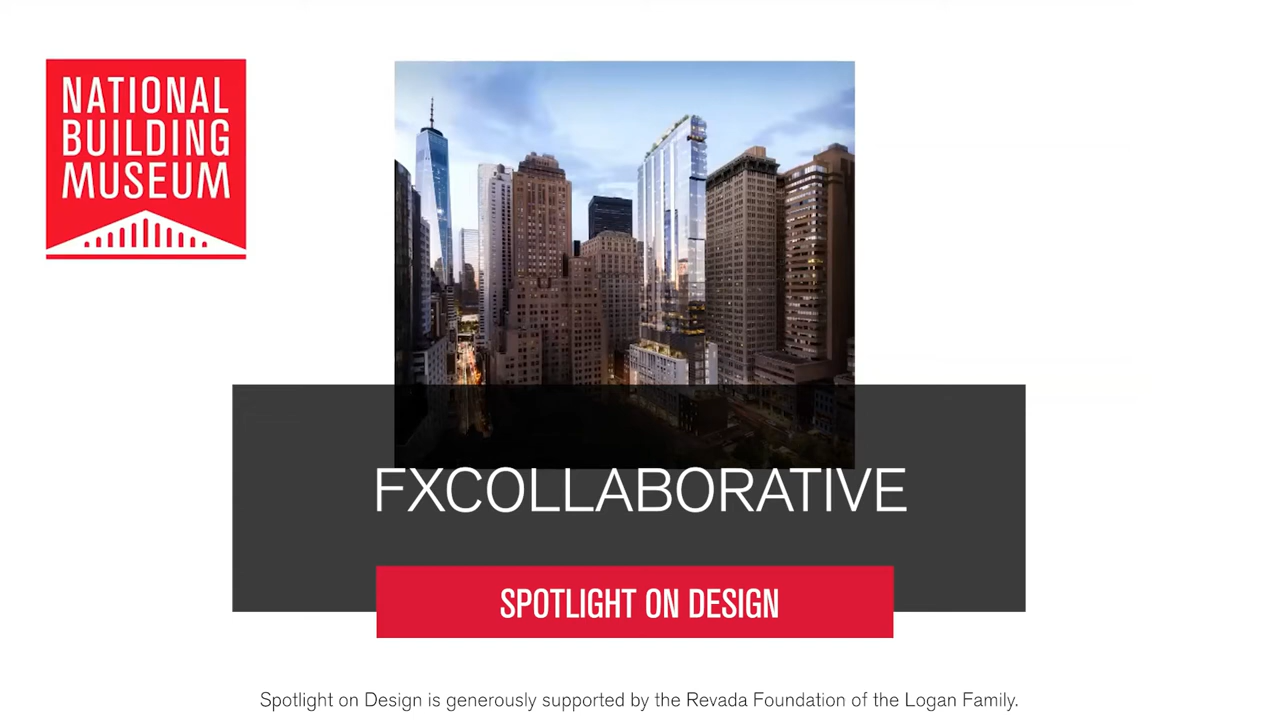 NATIONAL
BUILDING
MUSEUM
FXCOLLABORATIVE
SPOTLIGHT ON DESIGN
Spotlight on Design is generously supported by the Revada Foundation of the Logan Family.